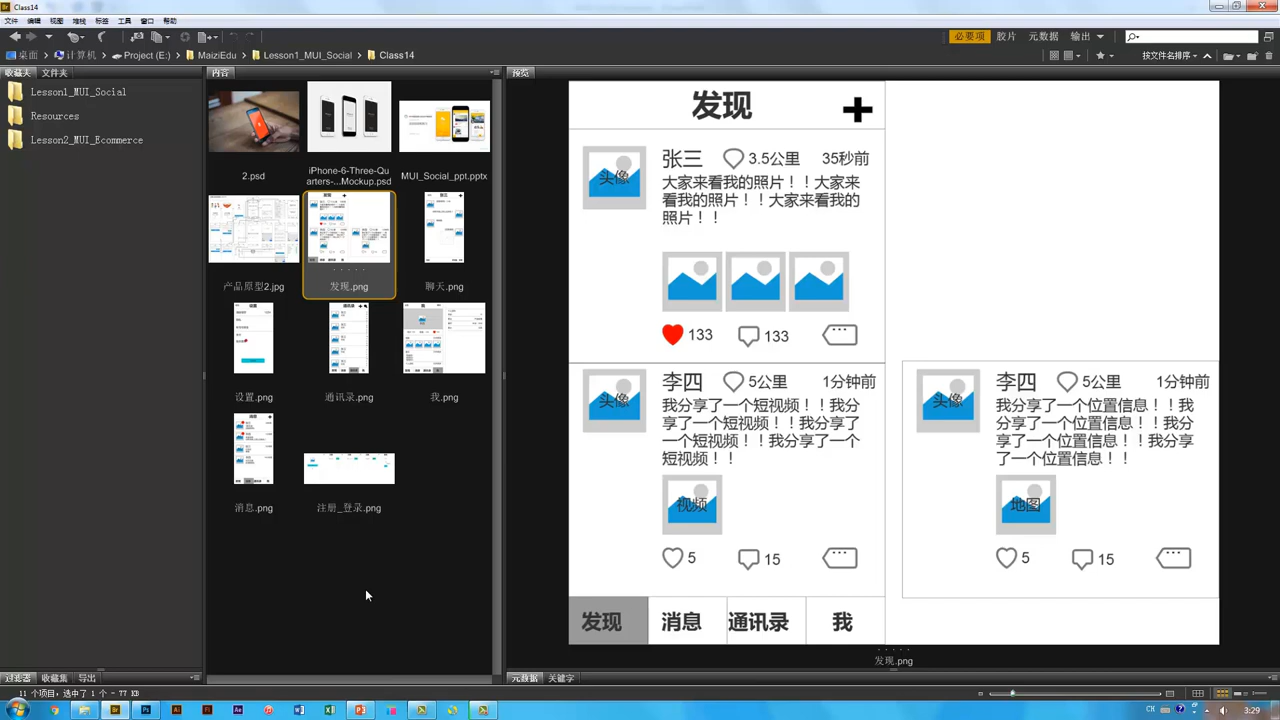 Br Class14
文件 编辑 视图 堆栈 标签 工具 窗口 帮助
必要项 胶片 元数据 输出
桌面 计算机 Project (E:) MaiziEdu Lesson1_MUI_Social Class14
按文件名排序
收藏夹 文件夹
内容
预览
Lesson1_MUI_Social
Resources
Lesson2_MUI_Ecommerce
2.psd
iPhone-6-Three-Qu
arters-...Mockup.psd
MUI_Social_ppt.pptx
产品原型2.jpg
发现.png
聊天.png
设置.png
通讯录.png
我.png
消息.png
注册_登录.png
发现
张三 3.5公里 35秒前
头像
大家来看我的照片！！大家来
看我的照片！！大家来看我的
照片！！
133 133
李四 5公里 1分钟前
头像
我分享了一个短视频！！我分
享了一个短视频！！我分享了
一个短视频！！我分享了一个
短视频！！
视频
5 15
李四 5公里 1分钟前
头像
我分享了一个位置信息！！我
分享了一个位置信息！！我分
享了一个位置信息！！我分享
了一个位置信息！！
地图
5 15
发现 消息 通讯录 我
发现.png
过滤器 收藏集 导出
元数据 关键字
11 个项目，选中了 1 个 - 77 KB
CH 3:29